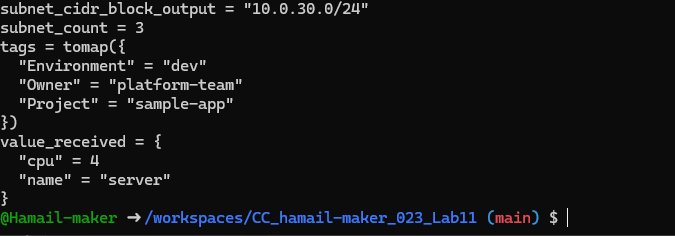 subnet_cidr_block_output = "10.0.30.0/24"
subnet_count = 3
tags = tomap({
  "Environment" = "dev"
  "Owner" = "platform-team"
  "Project" = "sample-app"
})
value_received = {
  "cpu" = 4
  "name" = "server"
}
@Hamail-maker ➜ /workspaces/CC_hamail-maker_023_Lab11 (main) $